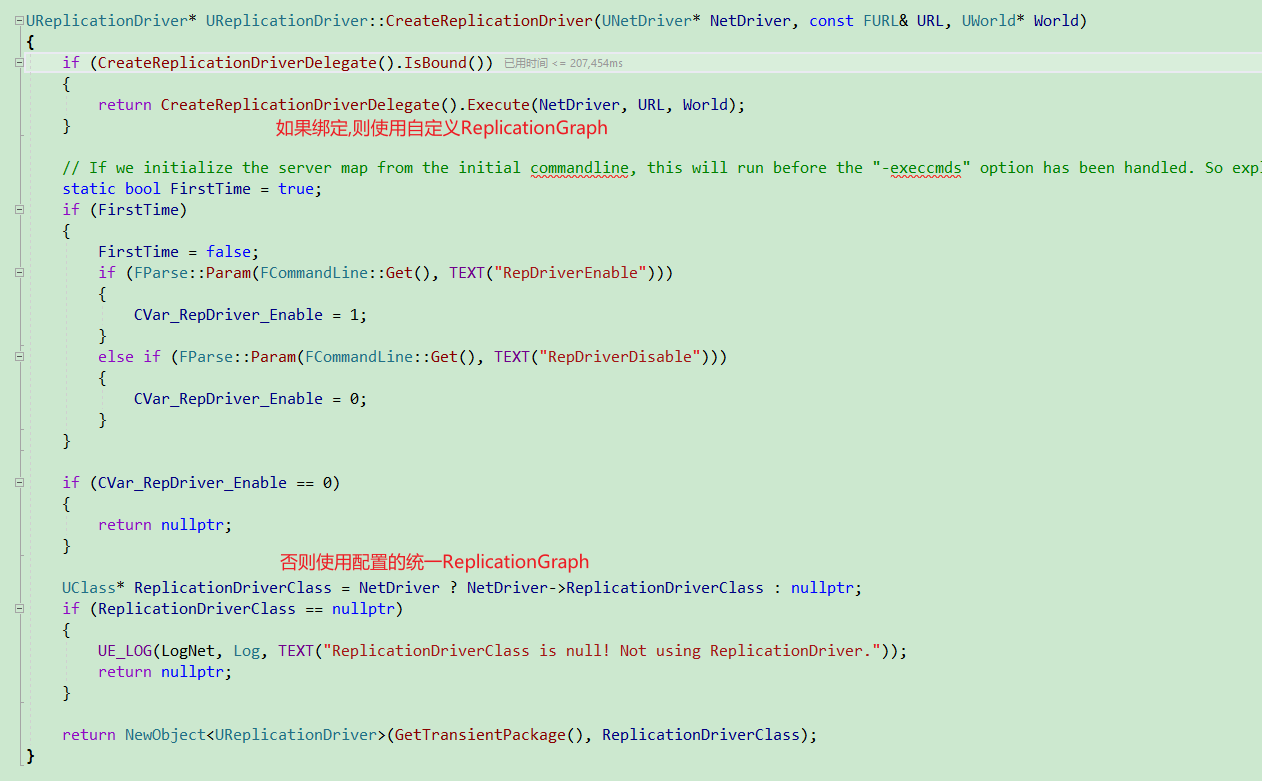 UReplicationDriver* UReplicationDriver::CreateReplicationDriver(UNetDriver* NetDriver, const FURL& URL, UWorld* World)
{
if (CreateReplicationDriverDelegate().IsBound()) 已用时间 <= 207,454ms
{
return CreateReplicationDriverDelegate().Execute(NetDriver, URL, World);
}
如果绑定,则使用自定义ReplicationGraph
// If we initialize the server map from the initial commandline, this will run before the "-execcmds" option has been handled. So expl
static bool FirstTime = true;
if (FirstTime)
{
FirstTime = false;
if (FParse::Param(FCommandLine::Get(), TEXT("RepDriverEnable")))
{
CVar_RepDriver_Enable = 1;
}
else if (FParse::Param(FCommandLine::Get(), TEXT("RepDriverDisable")))
{
CVar_RepDriver_Enable = 0;
}
}
if (CVar_RepDriver_Enable == 0)
{
return nullptr;
}
否则使用配置的统一ReplicationGraph
UClass* ReplicationDriverClass = NetDriver ? NetDriver->ReplicationDriverClass : nullptr;
if (ReplicationDriverClass == nullptr)
{
UE_LOG(LogNet, Log, TEXT("ReplicationDriverClass is null! Not using ReplicationDriver."));
return nullptr;
}
return NewObject<UReplicationDriver>(GetTransientPackage(), ReplicationDriverClass);
}